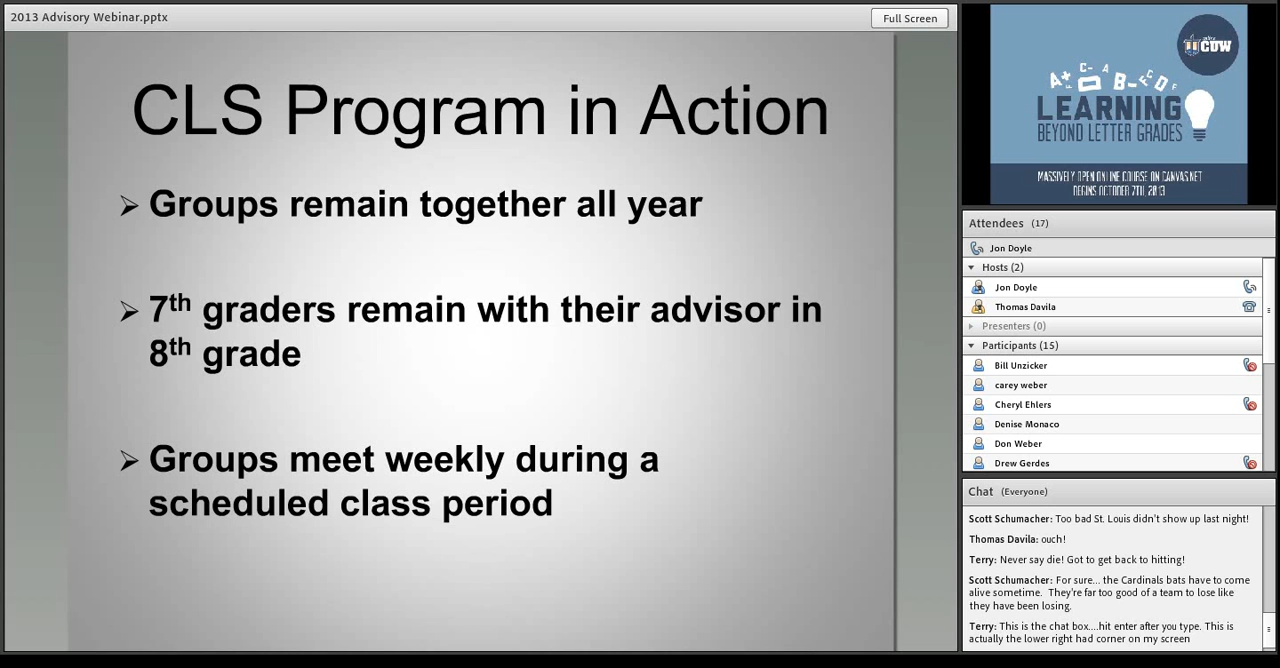 2013 Advisory Webinar.pptx
Full Screen
CLS Program in Action
Groups remain together all year
7th graders remain with their advisor in
8th grade
Groups meet weekly during a
scheduled class period
CUW
A+ C- A B- F C D F
LEARNING
BEYOND LETTER GRADES
MASSIVELY OPEN ONLINE COURSE ON CANVAS.NET
BEGINS OCTOBER 7TH, 2013
Attendees (17)
Jon Doyle
Hosts (2)
Jon Doyle
Thomas Davila
Presenters (0)
Participants (15)
Bill Unzicker
carey weber
Cheryl Ehlers
Denise Monaco
Don Weber
Drew Gerdes
Chat (Everyone)
Scott Schumacher: Too bad St. Louis didn't show up last night!
Thomas Davila: ouch!
Terry: Never say die! Got to get back to hitting!
Scott Schumacher: For sure... the Cardinals bats have to come
alive sometime. They're far too good of a team to lose like
they have been losing.
Terry: This is the chat box....hit enter after you type. This is
actually the lower right had corner on my screen